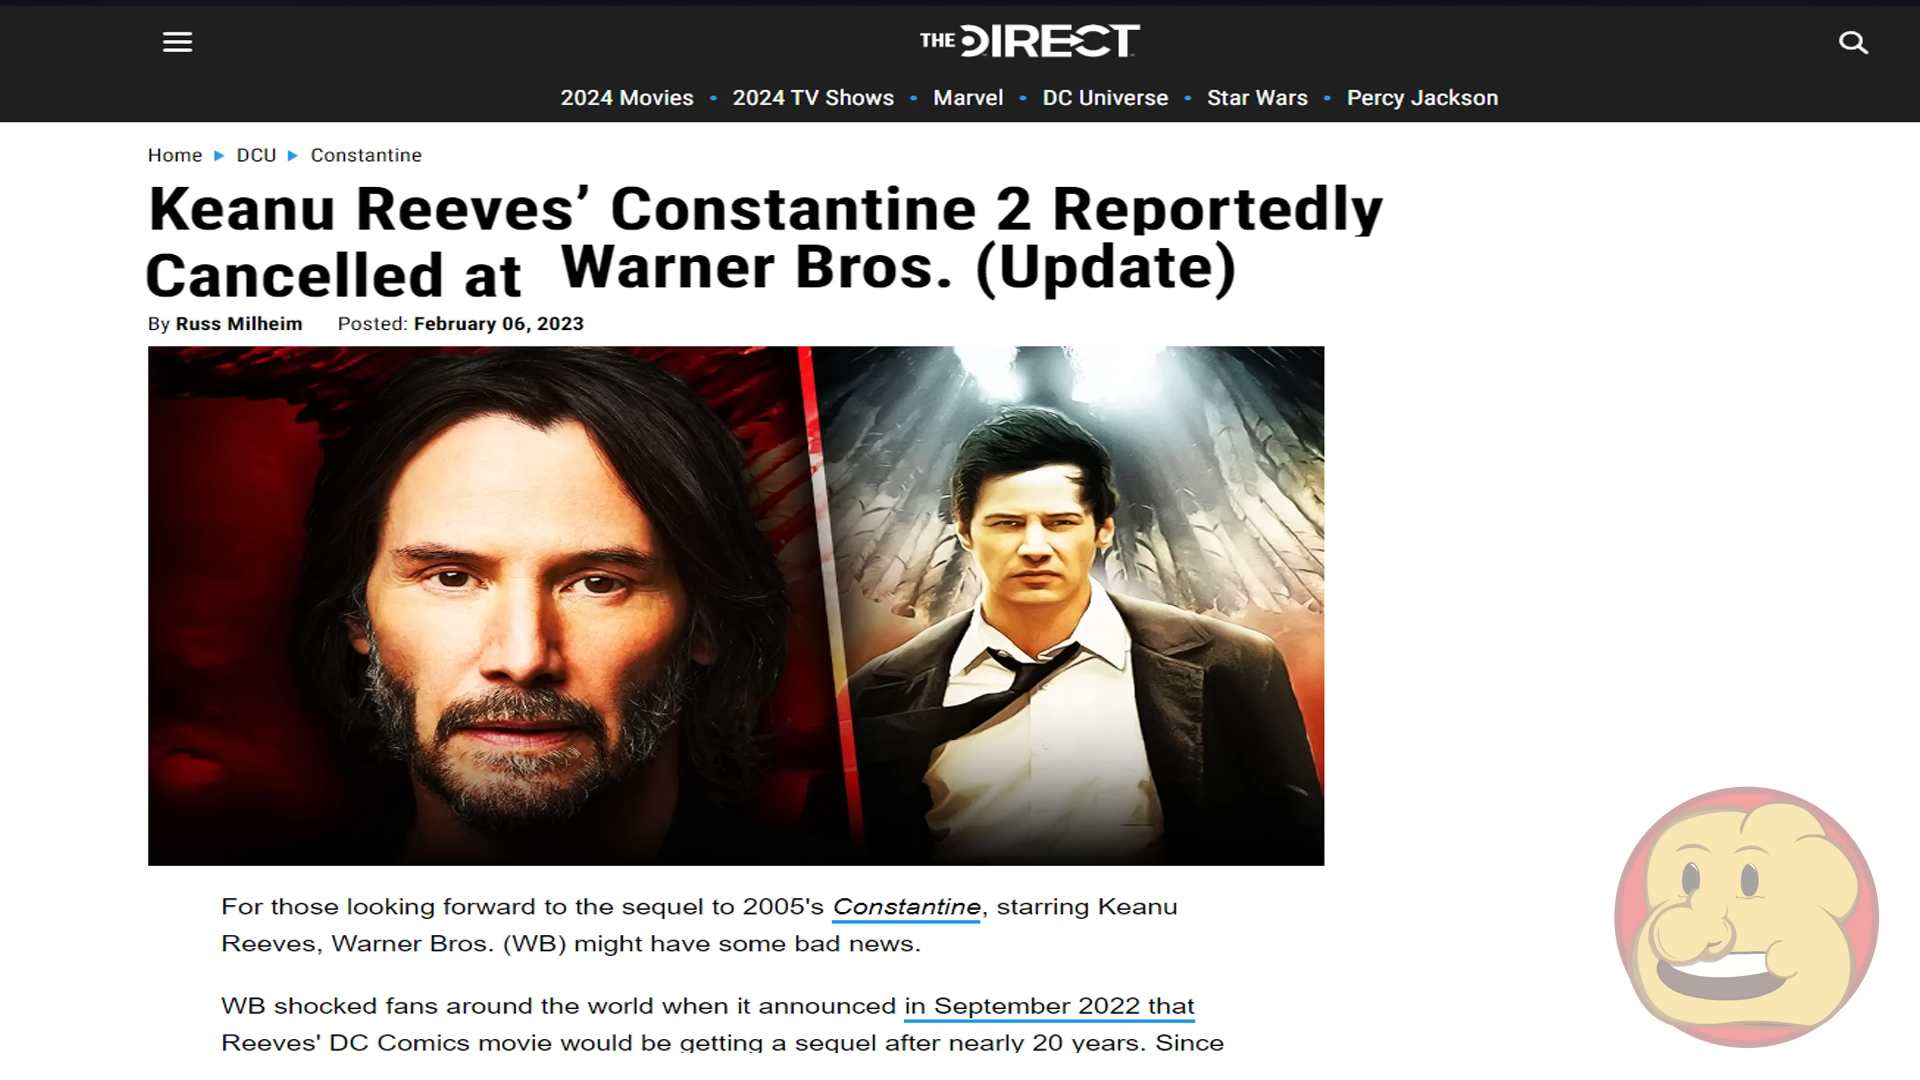 THE DIRECT
2024 Movies • 2024 TV Shows • Marvel • DC Universe • Star Wars • Percy Jackson
Home ▶ DCU ▶ Constantine
Keanu Reeves’ Constantine 2 Reportedly
Cancelled at Warner Bros. (Update)
By Russ Milheim Posted: February 06, 2023
For those looking forward to the sequel to 2005's Constantine, starring Keanu
Reeves, Warner Bros. (WB) might have some bad news.
WB shocked fans around the world when it announced in September 2022 that
Reeves' DC Comics movie would be getting a sequel after nearly 20 years. Since